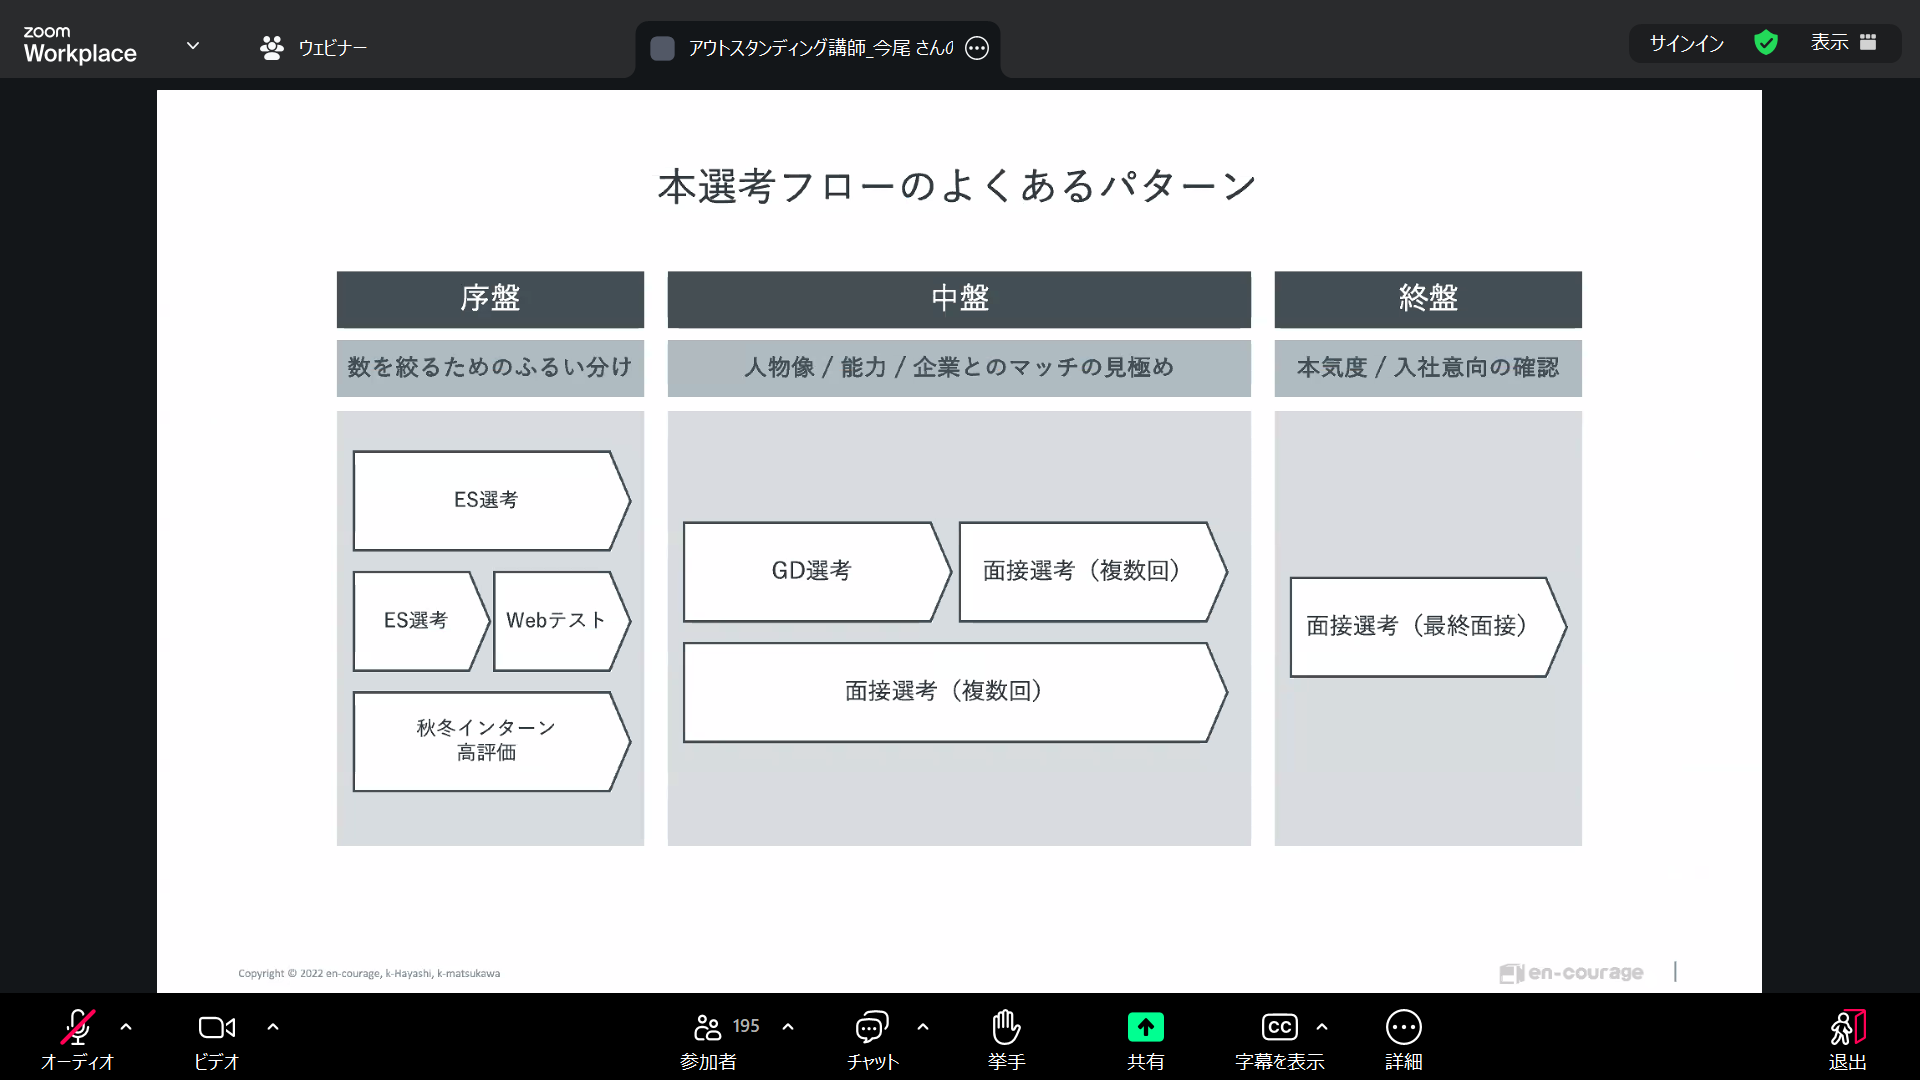 zoom
Workplace
ウェビナー
アウトスタンディング講師_今尾 さんの
サインイン
表示
本選考フローのよくあるパターン
序盤
中盤
終盤
数を絞るためのふるい分け
人物像 / 能力 / 企業とのマッチの見極め
本気度 / 入社意向の確認
ES選考
ES選考
Webテスト
秋冬インターン
高評価
GD選考
面接選考（複数回）
面接選考（複数回）
面接選考（最終面接）
Copyright © 2022 en-courage, k-Hayashi, k-matsukawa
en-courage
オーディオ
ビデオ
195
参加者
チャット
挙手
共有
CC
字幕を表示
詳細
退出